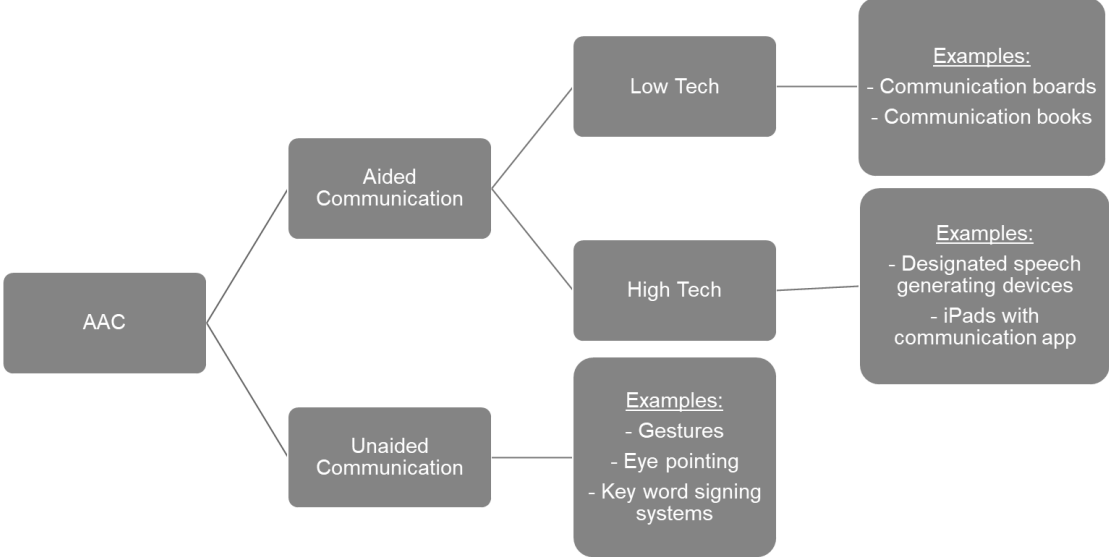 AAC
Aided
Communication
Low Tech
Examples:
- Communication boards
- Communication books
High Tech
Examples:
- Designated speech
generating devices
- iPads with
communication app
Unaided
Communication
Examples:
- Gestures
- Eye pointing
- Key word signing
systems